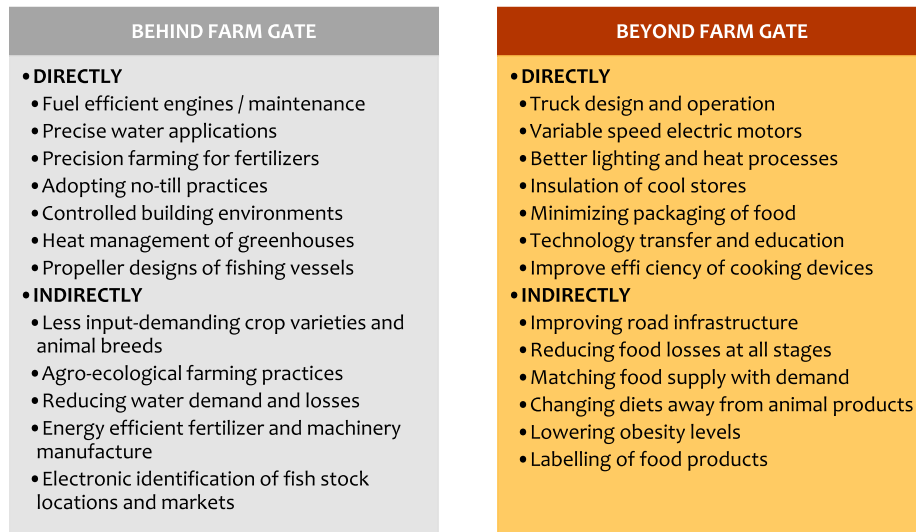 BEHIND FARM GATE
•DIRECTLY
•Fuel efficient engines / maintenance
•Precise water applications
•Precision farming for fertilizers
•Adopting no-till practices
•Controlled building environments
•Heat management of greenhouses
•Propeller designs of fishing vessels
•INDIRECTLY
•Less input-demanding crop varieties and
animal breeds
•Agro-ecological farming practices
•Reducing water demand and losses
•Energy efficient fertilizer and machinery
manufacture
•Electronic identification of fish stock
locations and markets
BEYOND FARM GATE
•DIRECTLY
•Truck design and operation
•Variable speed electric motors
•Better lighting and heat processes
•Insulation of cool stores
•Minimizing packaging of food
•Technology transfer and education
•Improve effi ciency of cooking devices
•INDIRECTLY
•Improving road infrastructure
•Reducing food losses at all stages
•Matching food supply with demand
•Changing diets away from animal products
•Lowering obesity levels
•Labelling of food products